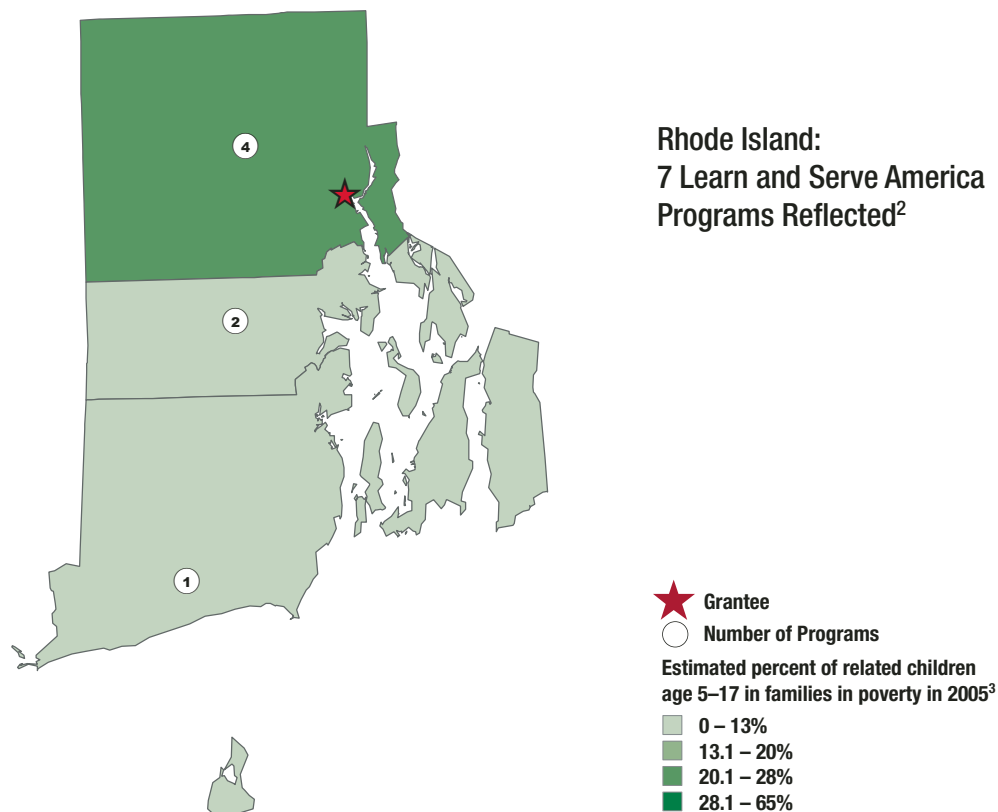 4
Rhode Island:
7 Learn and Serve America
Programs Reflected2
2
1
Grantee
Number of Programs
Estimated percent of related children
age 5–17 in families in poverty in 20053
0 – 13%
13.1 – 20%
20.1 – 28%
28.1 – 65%